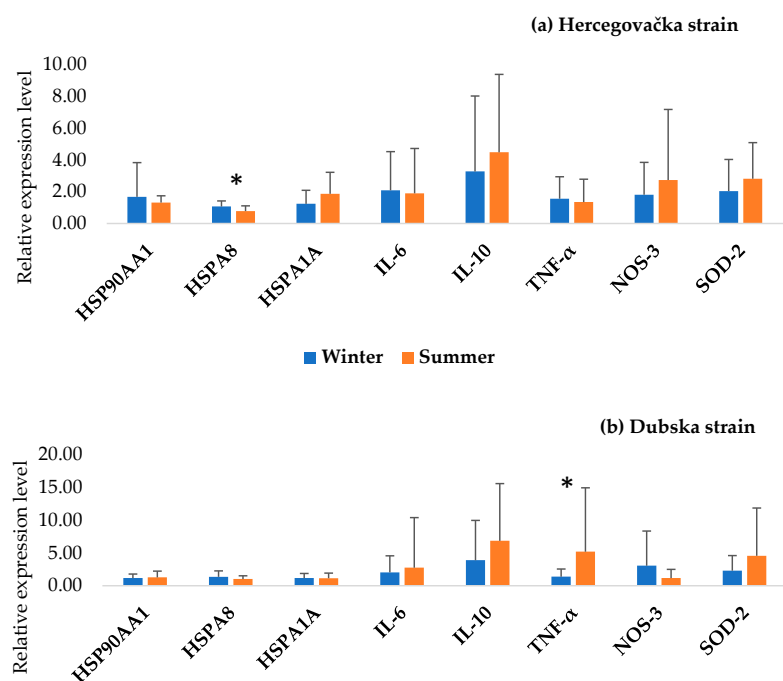 (a) Hercegovačka strain
Relative expression level
10.00
8.00
6.00
4.00
2.00
0.00
*
HSP90AA1
HSPA8
HSPA1A
IL-6
IL-10
TNF-α
NOS-3
SOD-2
Winter Summer
(b) Dubska strain
Relative expression level
20.00
15.00
10.00
5.00
0.00
*
HSP90AA1
HSPA8
HSPA1A
IL-6
IL-10
TNF-α
NOS-3
SOD-2